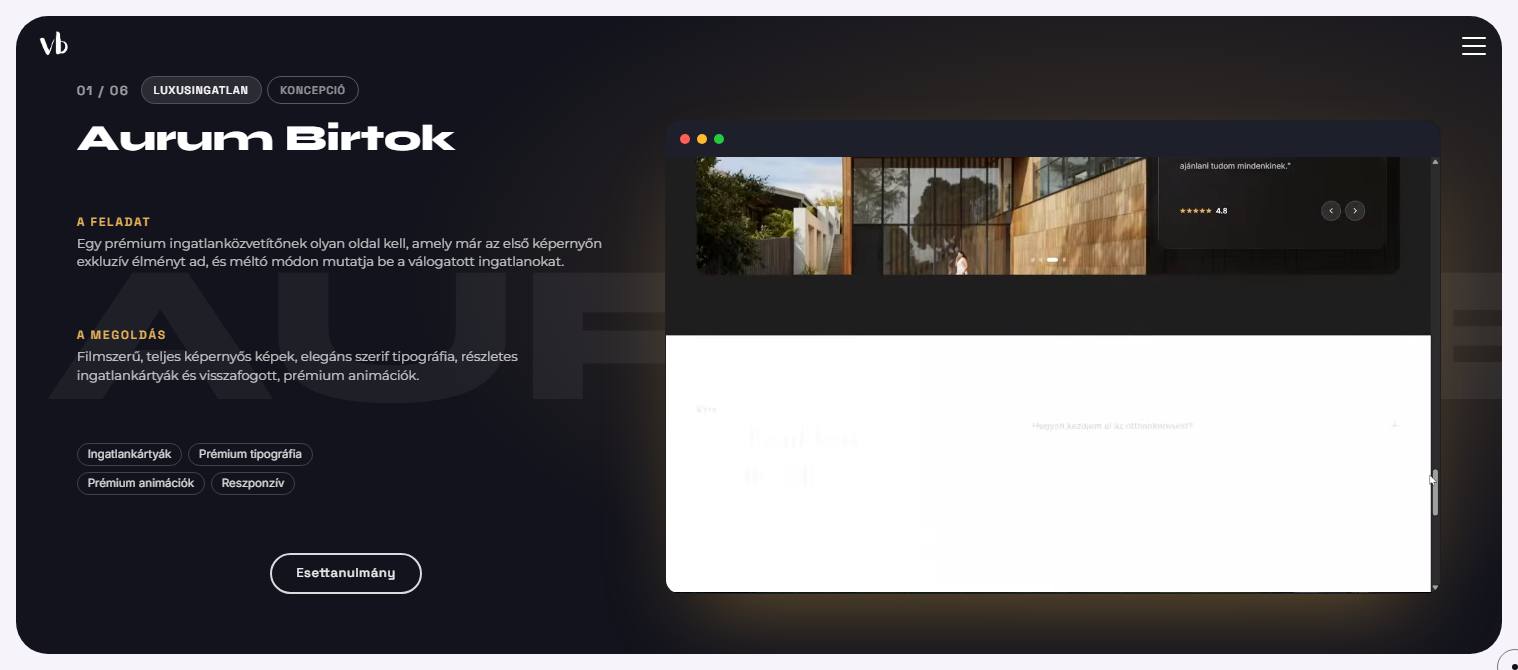 vb
01 / 06 LUXUSINGATLAN KONCEPCIÓ
Aurum Birtok
A FELADAT
Egy prémium ingatlanközvetítőnek olyan oldal kell, amely már az első képernyőn
exkluzív élményt ad, és méltó módon mutatja be a válogatott ingatlanokat.
A MEGOLDÁS
Filmszerű, teljes képernyős képek, elegáns szerif tipográfia, részletes
ingatlankártyák és visszafogott, prémium animációk.
Ingatlankártyák Prémium tipográfia
Prémium animációk Reszponzív
Esettanulmány
ajánlani tudom mindenkinek."
★★★★★ 4.8
Hogyan kezdjem el az otthonkeresést?